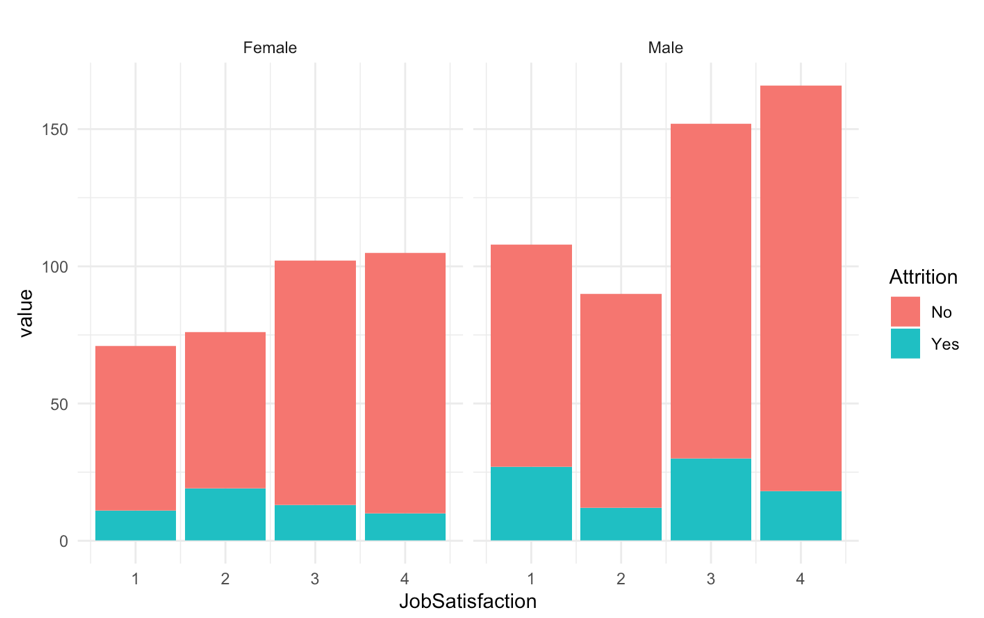 Female Male
150
100
50
0
value
1 2 3 4 1 2 3 4
JobSatisfaction
Attrition
No
Yes